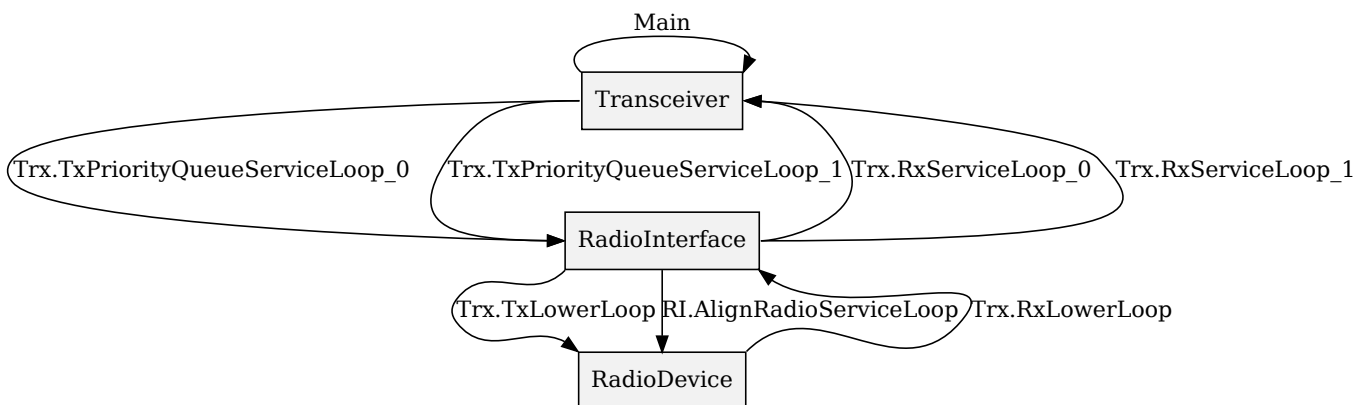 Main
Transceiver
Trx.TxPriorityQueueServiceLoop_0
Trx.TxPriorityQueueServiceLoop_1
Trx.RxServiceLoop_0
Trx.RxServiceLoop_1
RadioInterface
Trx.TxLowerLoop
RI.AlignRadioServiceLoop
Trx.RxLowerLoop
RadioDevice